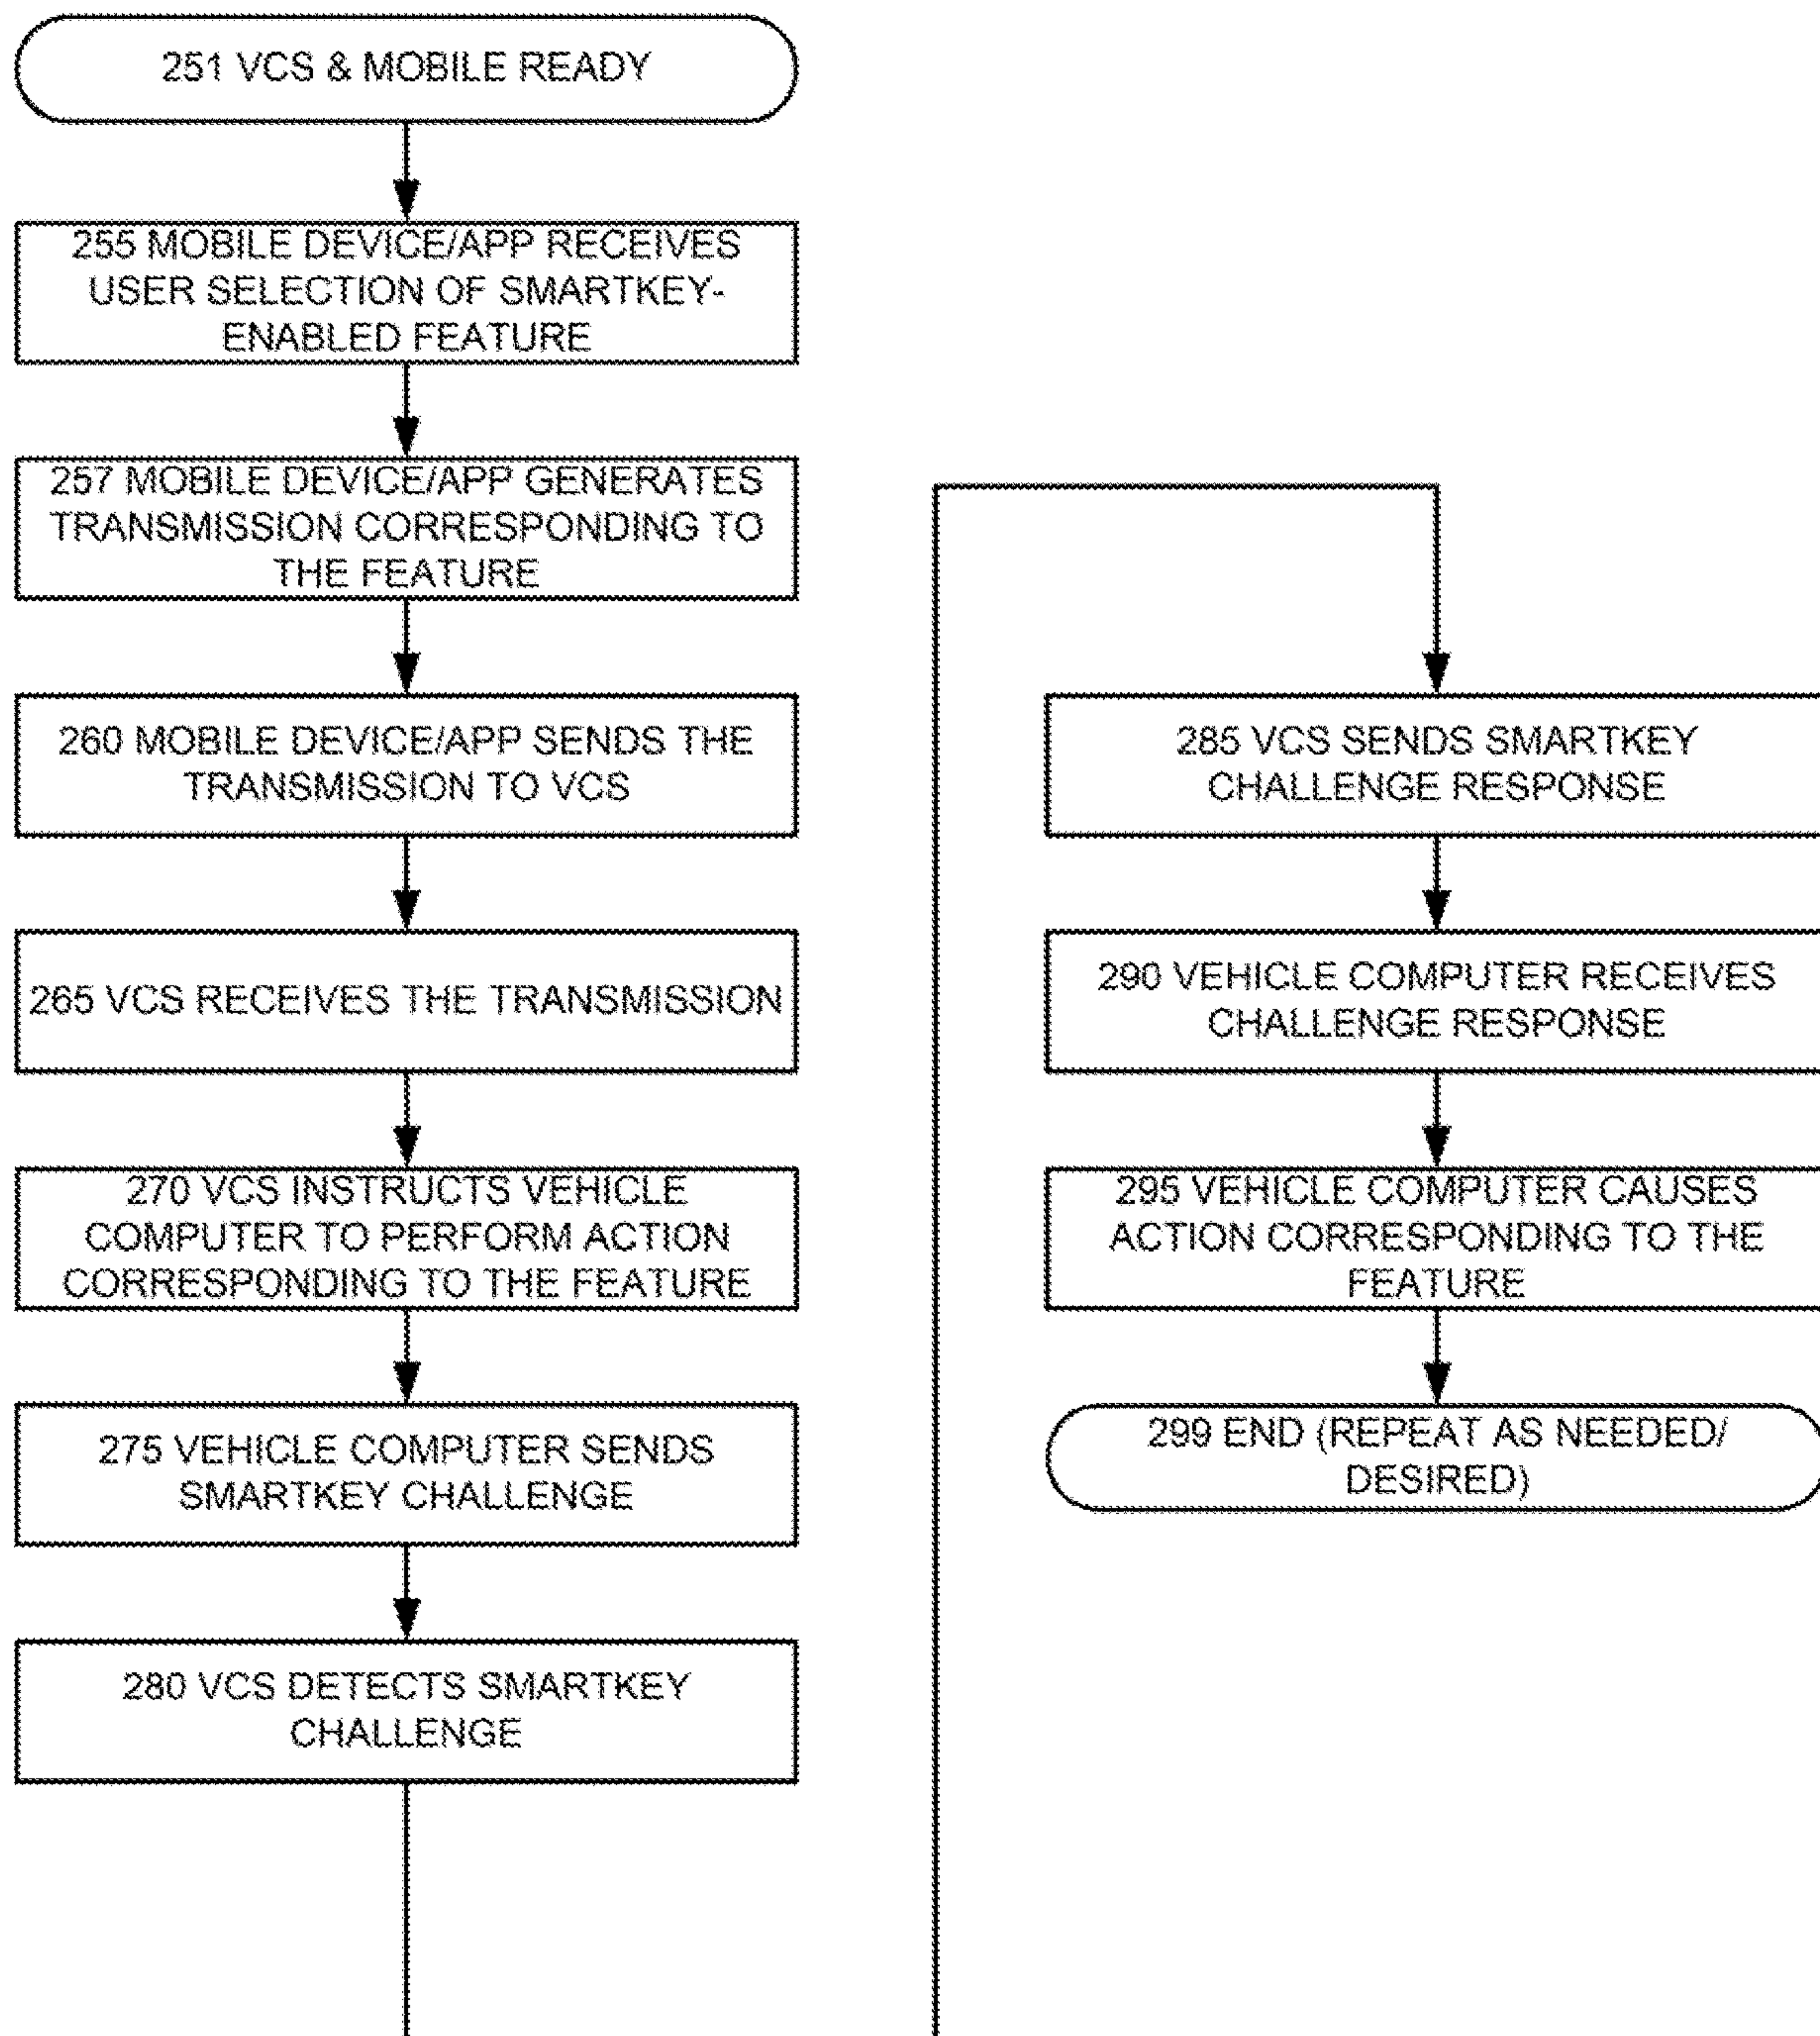 251 VCS & MOBILE READY
255 MOBILE DEVICE/APP RECEIVES
USER SELECTION OF SMARTKEY-
ENABLED FEATURE
257 MOBILE DEVICE/APP GENERATES
TRANSMISSION CORRESPONDING TO
THE FEATURE
260 MOBILE DEVICE/APP SENDS THE
TRANSMISSION TO VCS
265 VCS RECEIVES THE TRANSMISSION
270 VCS INSTRUCTS VEHICLE
COMPUTER TO PERFORM ACTION
CORRESPONDING TO THE FEATURE
275 VEHICLE COMPUTER SENDS
SMARTKEY CHALLENGE
280 VCS DETECTS SMARTKEY
CHALLENGE
285 VCS SENDS SMARTKEY
CHALLENGE RESPONSE
290 VEHICLE COMPUTER RECEIVES
CHALLENGE RESPONSE
295 VEHICLE COMPUTER CAUSES
ACTION CORRESPONDING TO THE
FEATURE
299 END (REPEAT AS NEEDED/
DESIRED)